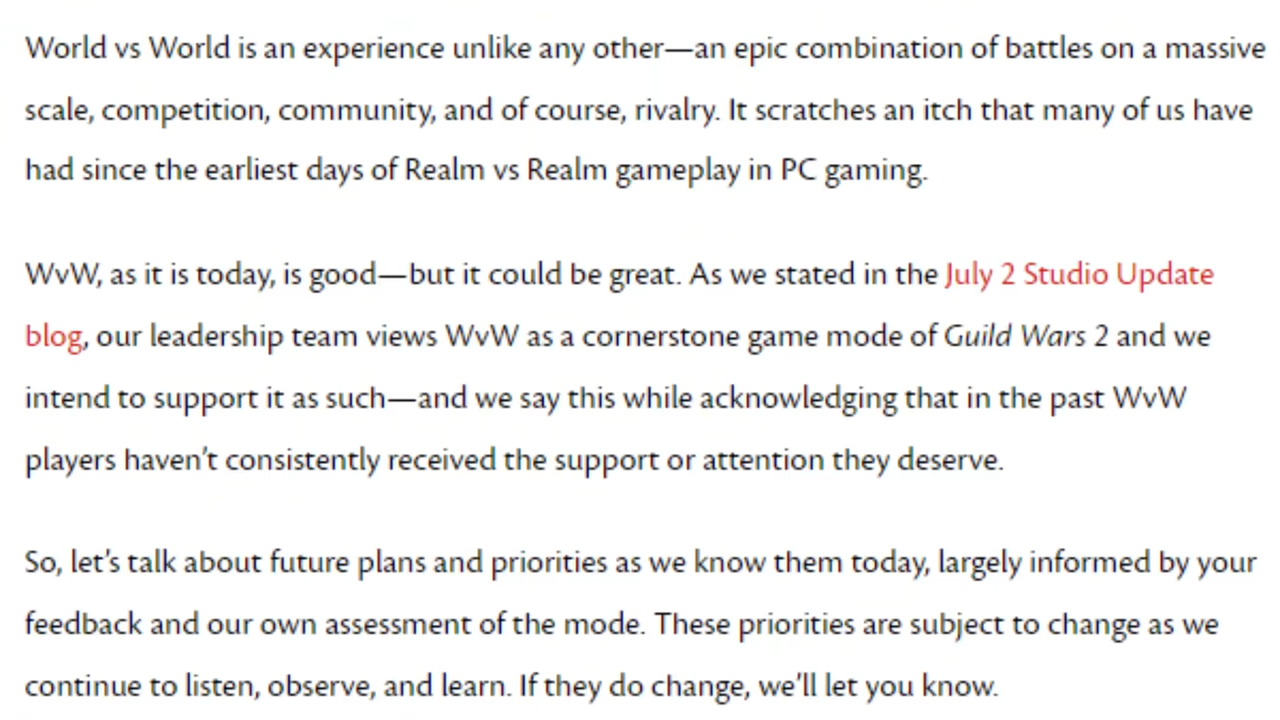 World vs World is an experience unlike any other—an epic combination of battles on a massive
scale, competition, community, and of course, rivalry. It scratches an itch that many of us have
had since the earliest days of Realm vs Realm gameplay in PC gaming.
WvW, as it is today, is good—but it could be great. As we stated in the July 2 Studio Update
blog, our leadership team views WvW as a cornerstone game mode of Guild Wars 2 and we
intend to support it as such—and we say this while acknowledging that in the past WvW
players haven’t consistently received the support or attention they deserve.
So, let’s talk about future plans and priorities as we know them today, largely informed by your
feedback and our own assessment of the mode. These priorities are subject to change as we
continue to listen, observe, and learn. If they do change, we’ll let you know.